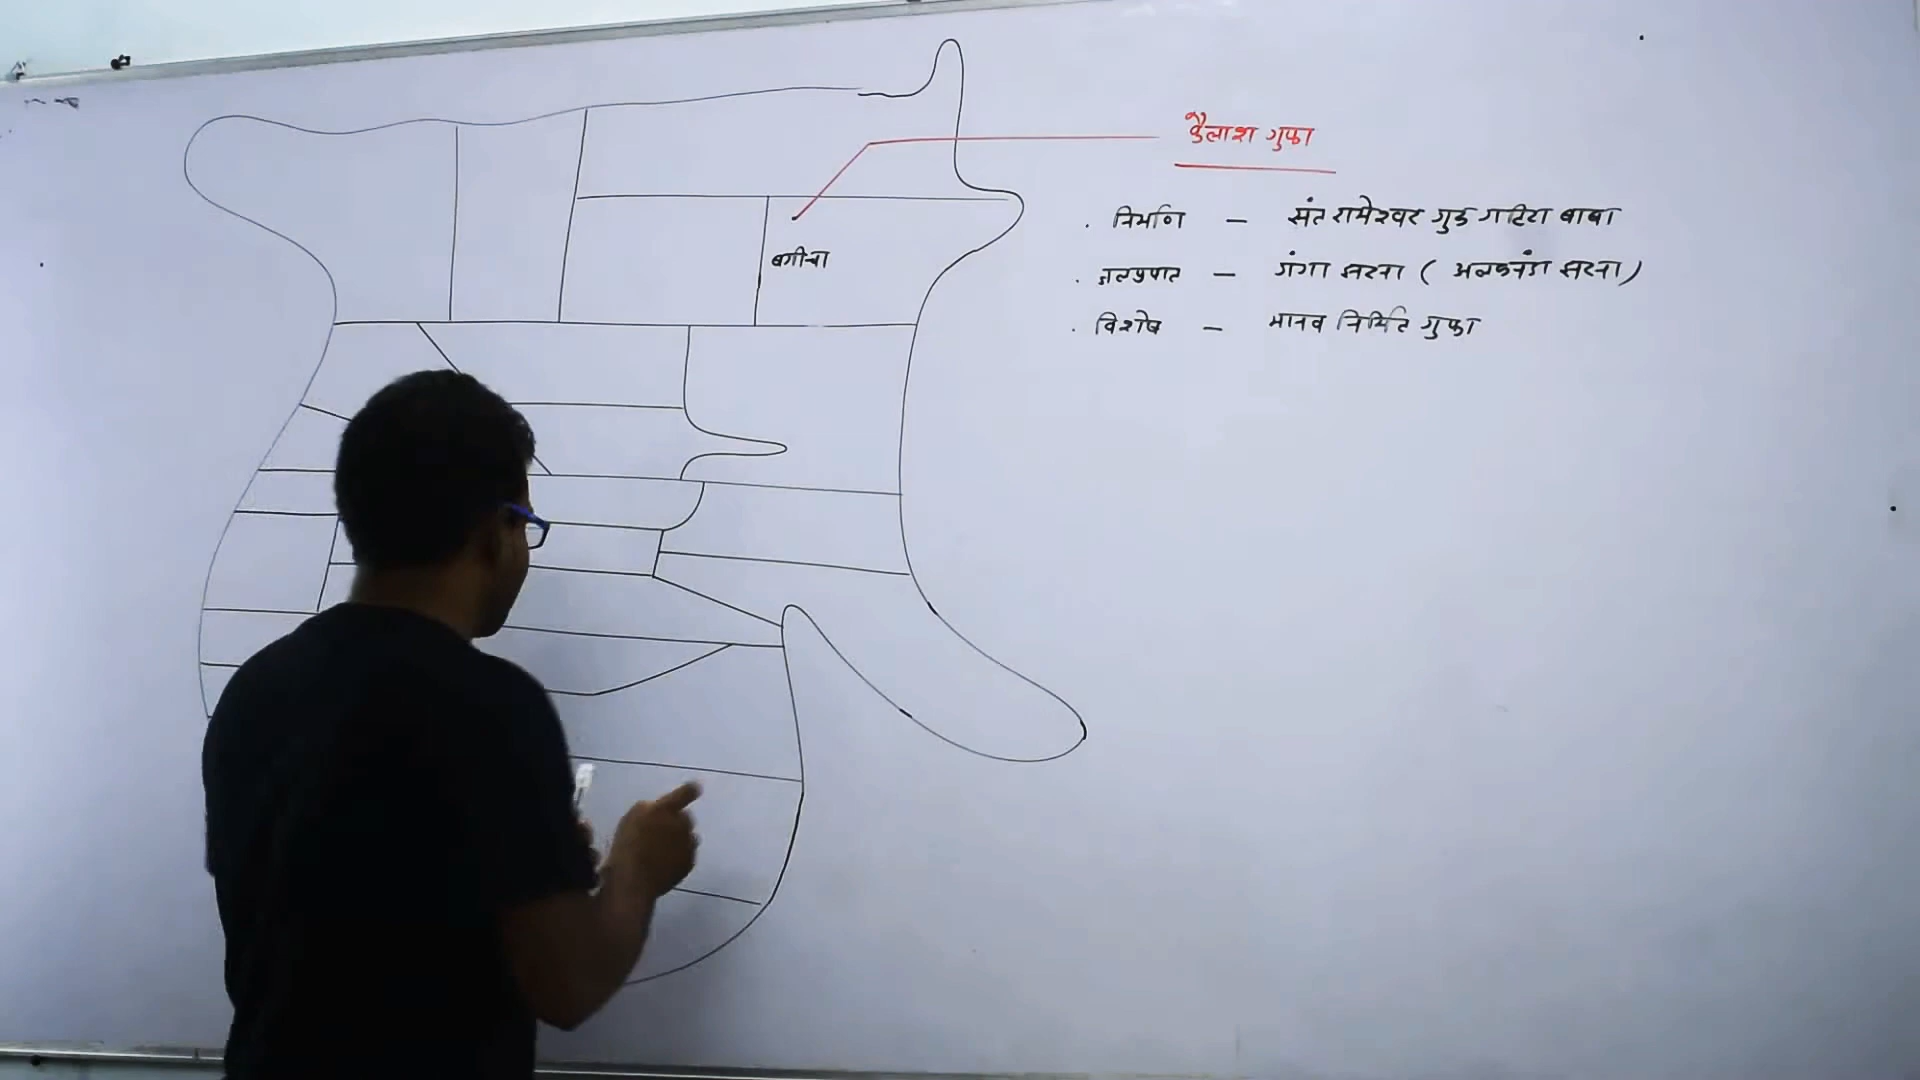 कैलाश गुफा
. निर्माण – संत रामेश्वर गुरु गहिरा बाबा
. जलप्रपात – गंगा झरना ( अलकनंदा झरना )
बगीचा
. विशेष – मानव निर्मित गुफा